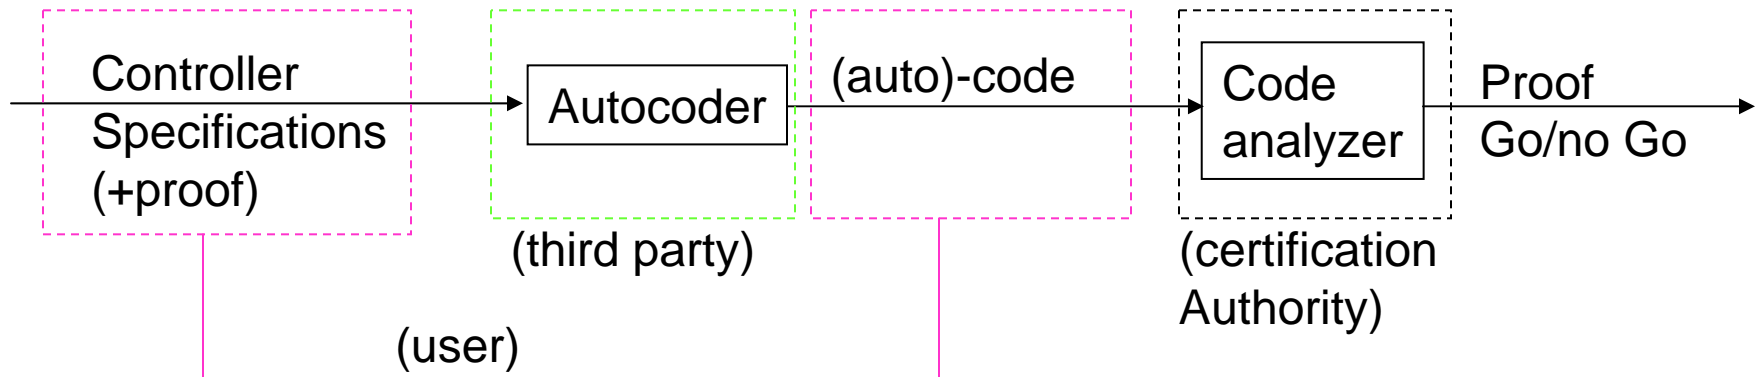 Controller
Specifications
(+proof)
Autocoder
(third party)
(auto)-code
Code
analyzer
(certification
Authority)
Proof
Go/no Go
(user)